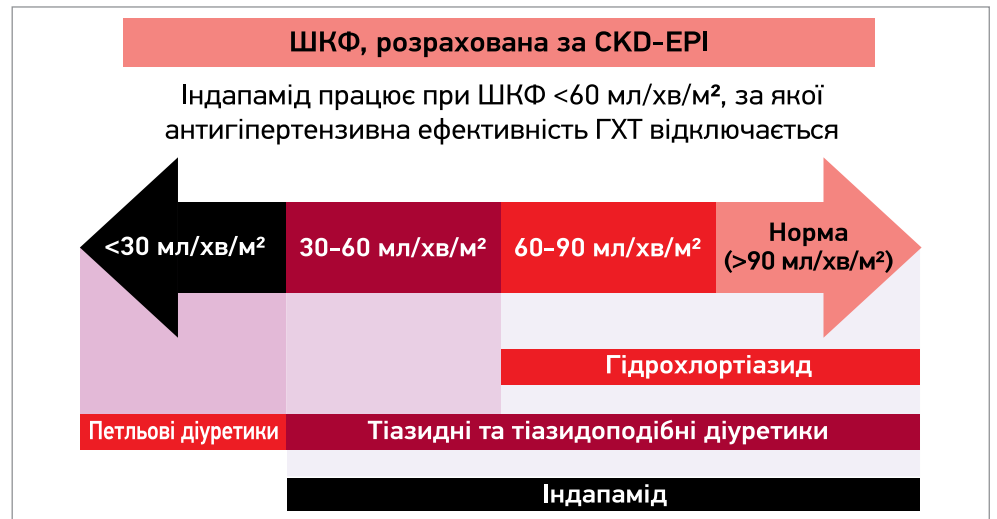 ШКФ, розрахована за CKD-EPI
Індапамід працює при ШКФ <60 мл/хв/м², за якої
антигіпертензивна ефективність ГХТ відключається
<30 мл/хв/м²
30–60 мл/хв/м²
60–90 мл/хв/м²
Норма
(>90 мл/хв/м²)
Гідрохлортіазид
Петльові діуретики
Тіазидні та тіазидоподібні діуретики
Індапамід